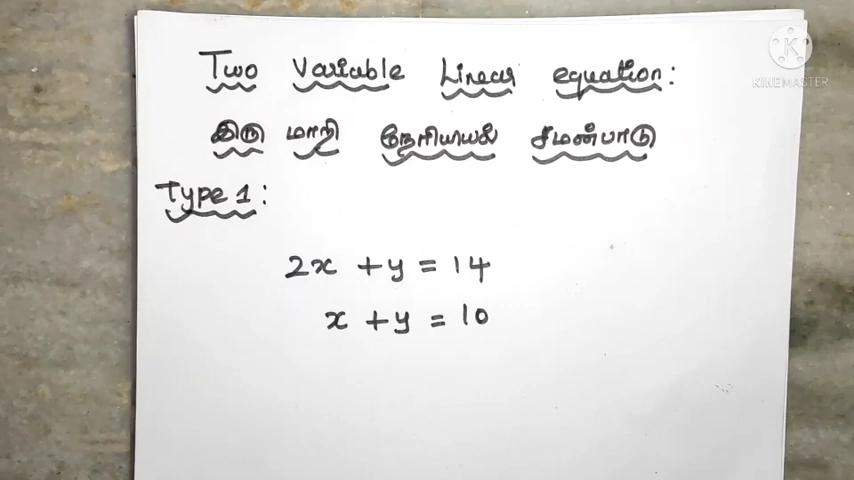 Two Variable Linear equation:
இரு மாறி நேரியியல் சமன்பாடு
Type 1:
2x + y = 14
x + y = 10
K
KINEMASTER